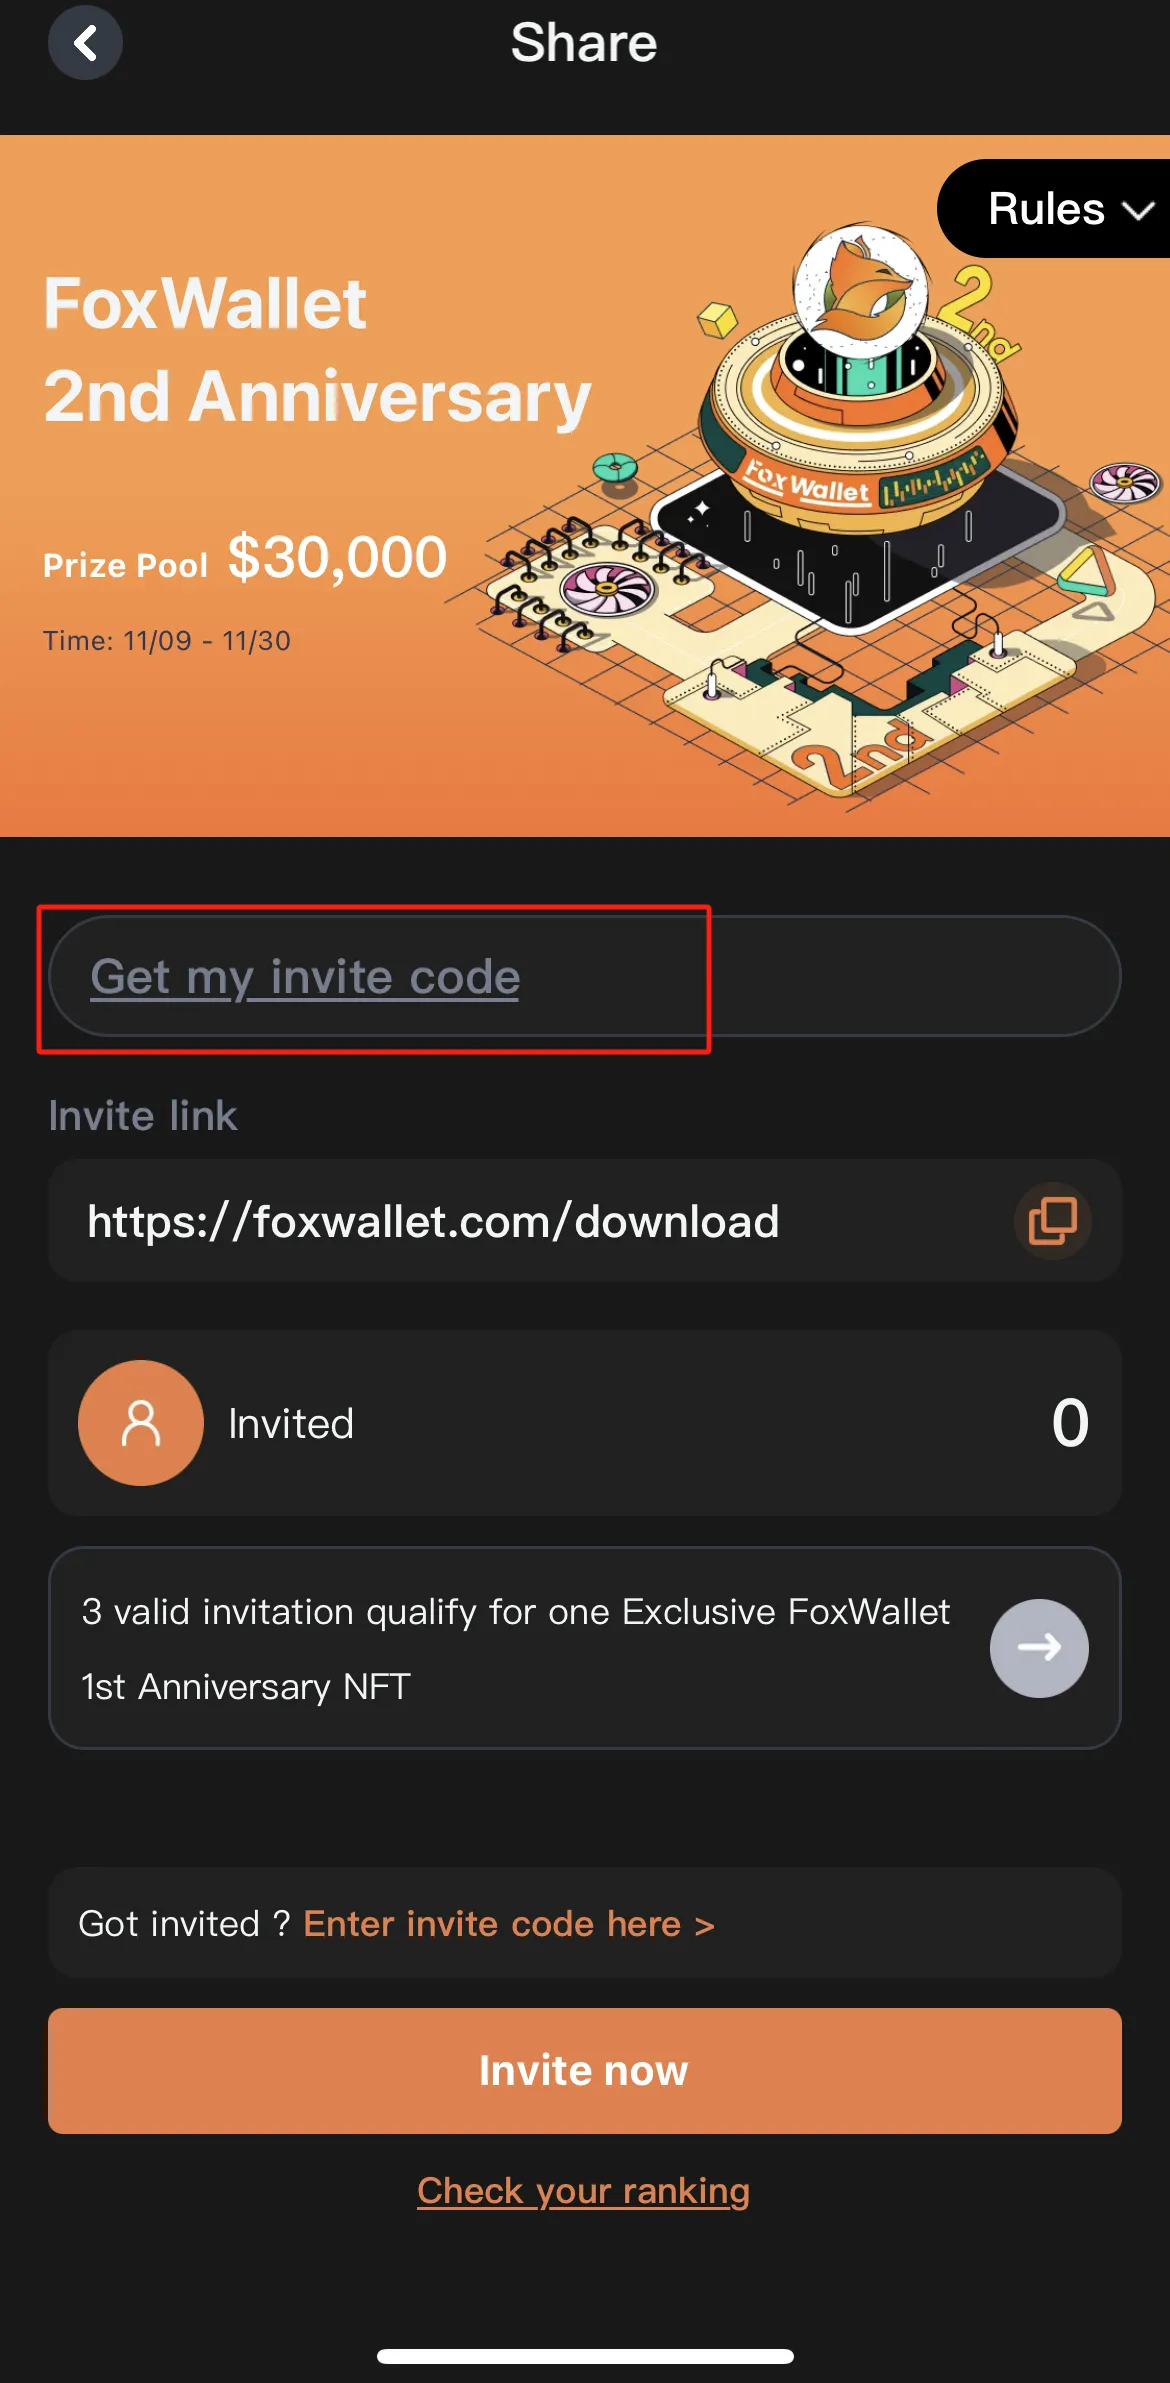 Share
Rules
FoxWallet
2nd Anniversary
2nd
FoxWallet
Prize Pool $30,000
Time: 11/09 - 11/30
2nd
Get my invite code
Invite link
https://foxwallet.com/download
Invited
0
3 valid invitation qualify for one Exclusive FoxWallet
1st Anniversary NFT
Got invited ? Enter invite code here >
Invite now
Check your ranking